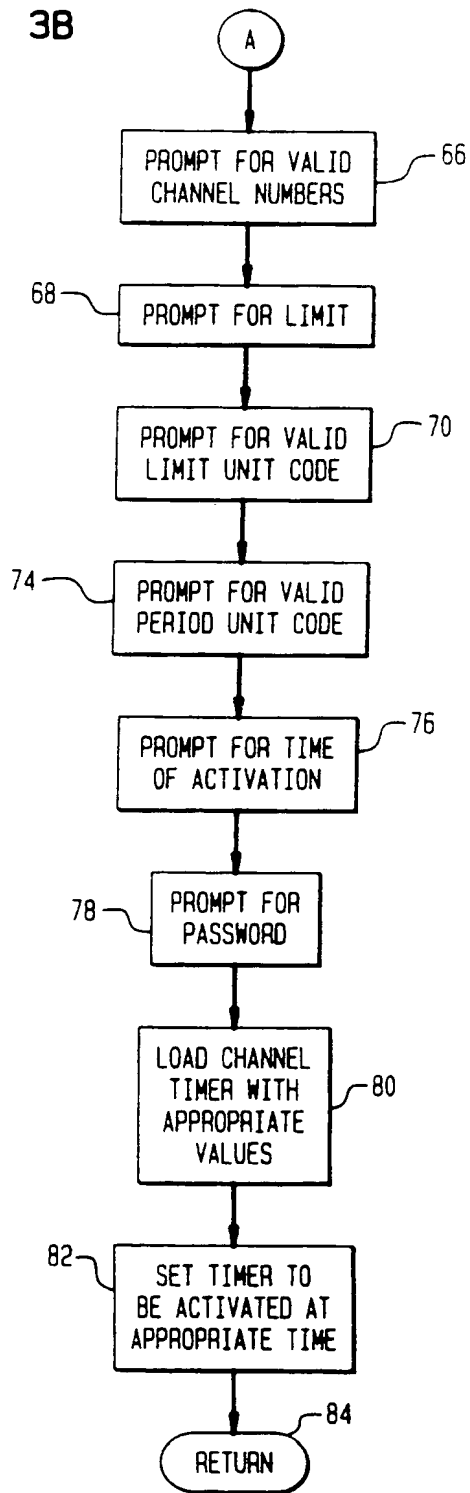 3B
A
PROMPT FOR VALID
CHANNEL NUMBERS
66
68
PROMPT FOR LIMIT
PROMPT FOR VALID
LIMIT UNIT CODE
70
74
PROMPT FOR VALID
PERIOD UNIT CODE
PROMPT FOR TIME
OF ACTIVATION
76
78
PROMPT FOR
PASSWORD
LOAD CHANNEL
TIMER WITH
APPROPRIATE
VALUES
80
82
SET TIMER TO
BE ACTIVATED AT
APPROPRIATE TIME
84
RETURN